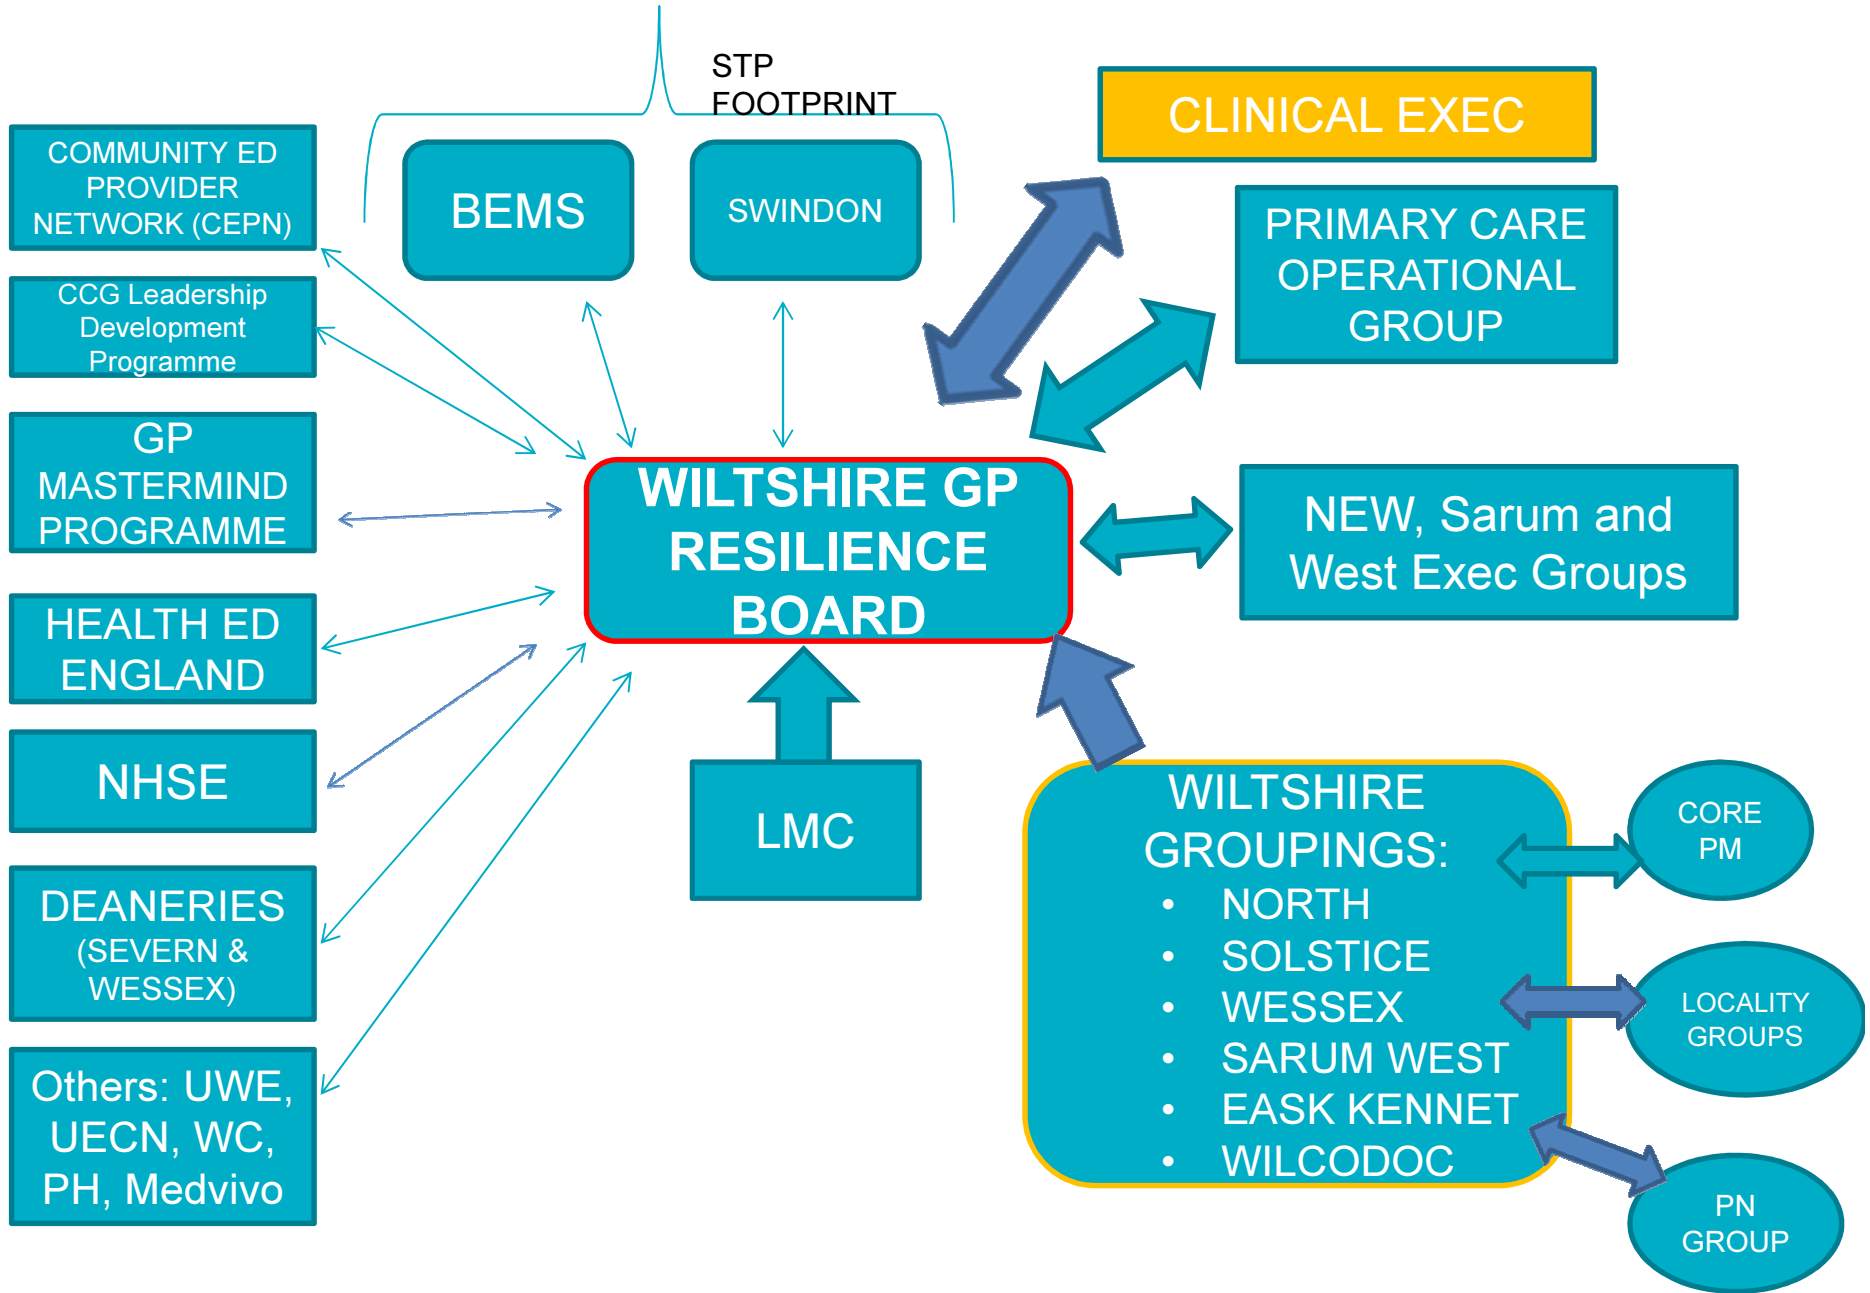 STP
FOOTPRINT
CLINICAL EXEC
COMMUNITY ED
PROVIDER
NETWORK (CEPN)
BEMS
SWINDON
PRIMARY CARE
OPERATIONAL
GROUP
CCG Leadership
Development
Programme
GP
MASTERMIND
PROGRAMME
WILTSHIRE GP
RESILIENCE
BOARD
NEW, Sarum and
West Exec Groups
HEALTH ED
ENGLAND
NHSE
LMC
DEANERIES
(SEVERN &
WESSEX)
Others: UWE,
UECN, WC,
PH, Medvivo
WILTSHIRE
GROUPINGS:
• NORTH
• SOLSTICE
• WESSEX
• SARUM WEST
• EASK KENNET
• WILCODOC
CORE
PM
LOCALITY
GROUPS
PN
GROUP